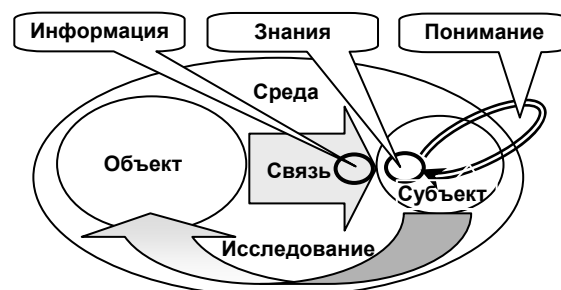 Информация
Знания
Понимание
Среда
Объект
Связь
Субъект
Исследование